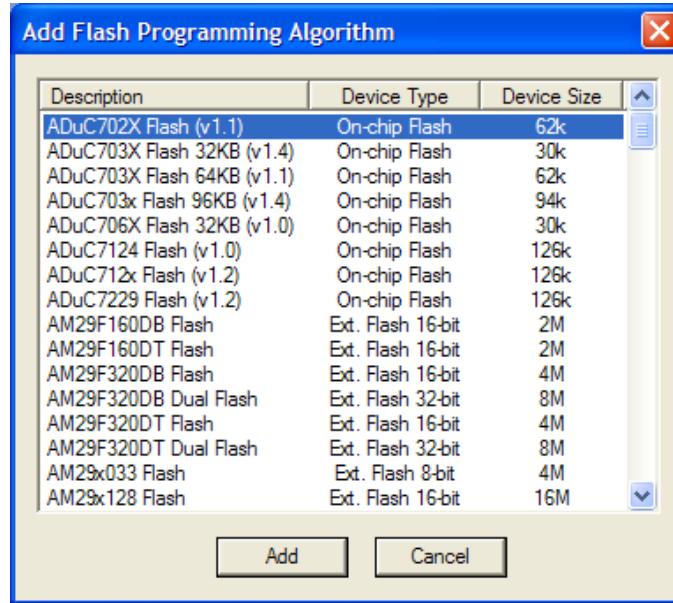 Add Flash Programming Algorithm
Description Device Type Device Size
ADuC702X Flash (v1.1) On-chip Flash 62k
ADuC703X Flash 32KB (v1.4) On-chip Flash 30k
ADuC703X Flash 64KB (v1.1) On-chip Flash 62k
ADuC703x Flash 96KB (v1.4) On-chip Flash 94k
ADuC706X Flash 32KB (v1.0) On-chip Flash 30k
ADuC7124 Flash (v1.0) On-chip Flash 126k
ADuC712x Flash (v1.2) On-chip Flash 126k
ADuC7229 Flash (v1.2) On-chip Flash 126k
AM29F160DB Flash Ext. Flash 16-bit 2M
AM29F160DT Flash Ext. Flash 16-bit 2M
AM29F320DB Flash Ext. Flash 16-bit 4M
AM29F320DB Dual Flash Ext. Flash 32-bit 8M
AM29F320DT Flash Ext. Flash 16-bit 4M
AM29F320DT Dual Flash Ext. Flash 32-bit 8M
AM29x033 Flash Ext. Flash 8-bit 4M
AM29x128 Flash Ext. Flash 16-bit 16M
Add Cancel